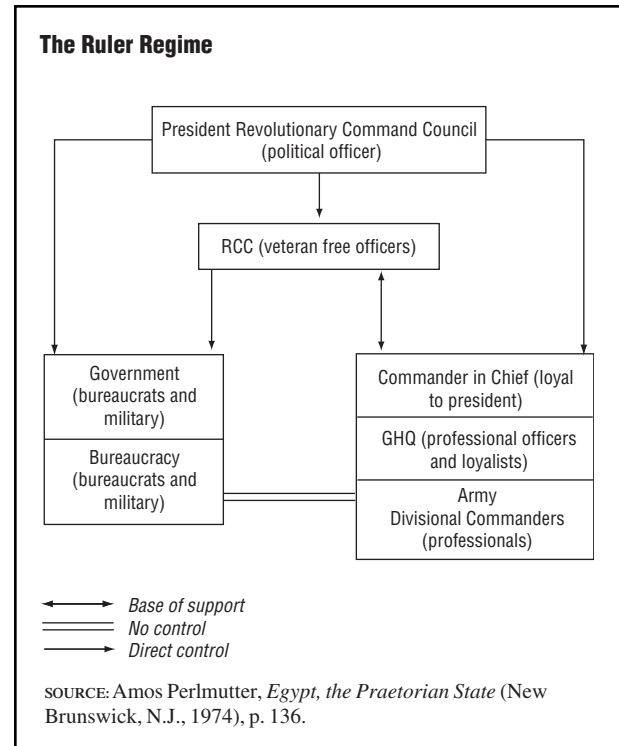 The Ruler Regime
President Revolutionary Command Council
(political officer)
RCC (veteran free officers)
Government
(bureaucrats and
military)
Bureaucracy
(bureaucrats and
military)
Commander in Chief (loyal
to president)
GHQ (professional officers
and loyalists)
Army
Divisional Commanders
(professionals)
Base of support
No control
Direct control
SOURCE: Amos Perlmutter, Egypt, the Praetorian State (New
Brunswick, N.J., 1974), p. 136.